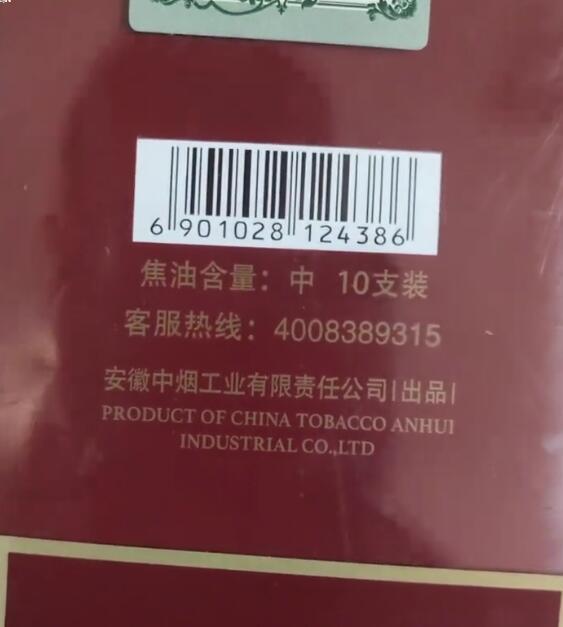 6 901028 124386
焦油含量：中 10支装
客服热线：4008389315
安徽中烟工业有限责任公司|出品|
PRODUCT OF CHINA TOBACCO ANHUI
INDUSTRIAL CO.,LTD